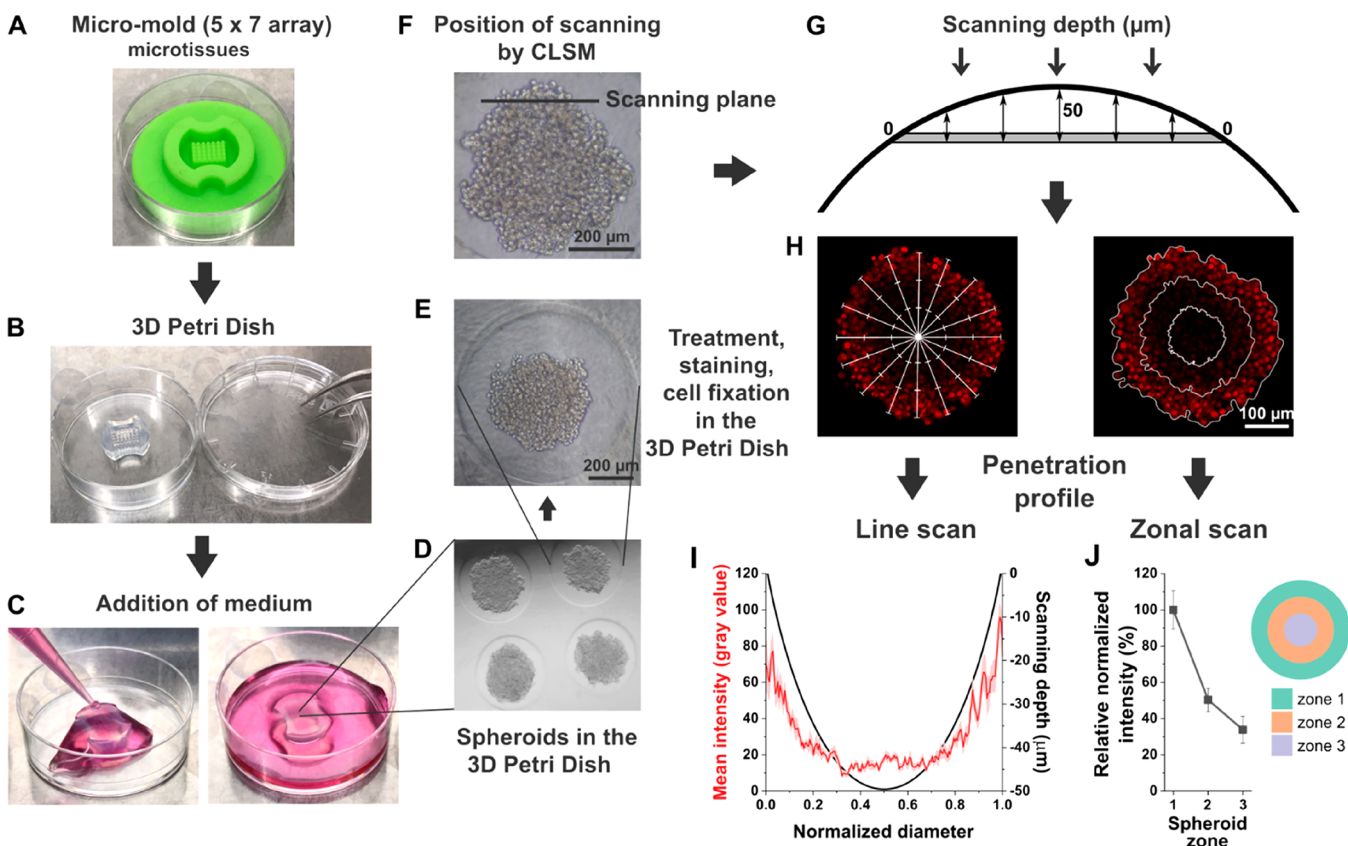 A
Micro-mold (5 x 7 array)
microtissues
B
3D Petri Dish
C
Addition of medium
D
Spheroids in the
3D Petri Dish
E
200 µm
Treatment,
staining,
cell fixation
in the
3D Petri Dish
F
Position of scanning
by CLSM
Scanning plane
200 µm
G
Scanning depth (µm)
0
50
0
H
100 µm
Penetration
profile
Line scan
Zonal scan
I
Mean intensity (gray value)
120
100
80
60
40
20
0
0.0 0.2 0.4 0.6 0.8 1.0
Normalized diameter
0
-10
-20
-30
-40
-50
Scanning depth (µm)
J
Relative normalized
intensity (%)
120
100
80
60
40
20
0
1 2 3
Spheroid
zone
zone 1
zone 2
zone 3